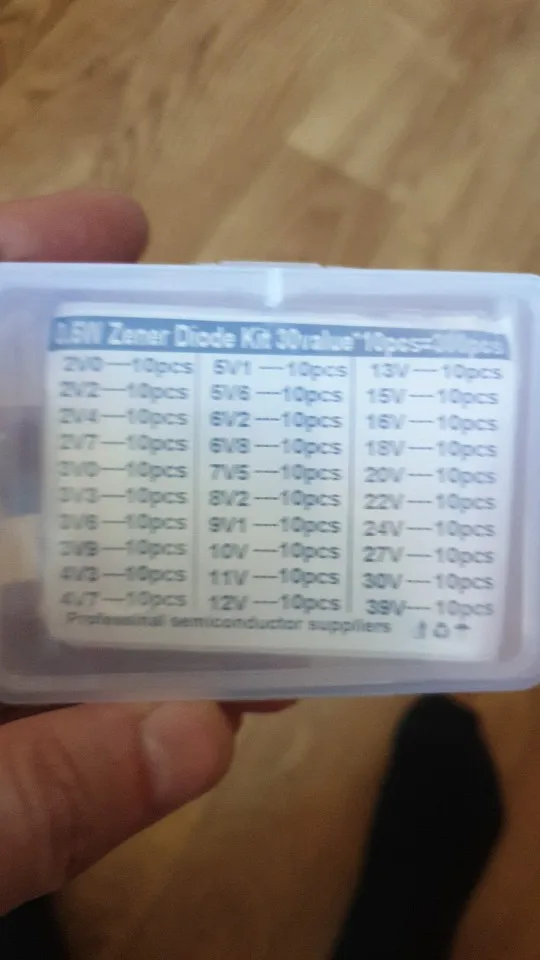 0.5W Zener Diode Kit 30value*10pcs=300pcs
2V0—10pcs 5V1—10pcs 13V—10pcs
2V2—10pcs 5V6—10pcs 15V—10pcs
2V4—10pcs 6V2—10pcs 16V—10pcs
2V7—10pcs 6V8—10pcs 18V—10pcs
3V0—10pcs 7V5—10pcs 20V—10pcs
3V3—10pcs 8V2—10pcs 22V—10pcs
3V6—10pcs 9V1—10pcs 24V—10pcs
3V9—10pcs 10V—10pcs 27V—10pcs
4V3—10pcs 11V—10pcs 30V—10pcs
4V7—10pcs 12V—10pcs 39V—10pcs
Professinal semiconductor suppliers